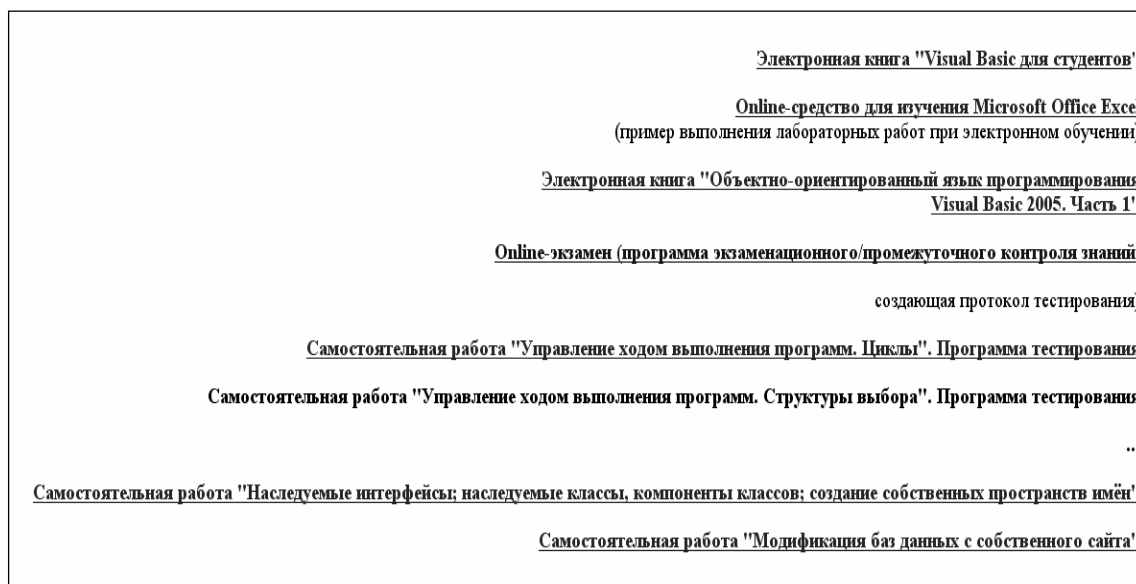 Электронная книга "Visual Basic для студентов"
Online-средство для изучения Microsoft Office Excel
(пример выполнения лабораторных работ при электронном обучении)
Электронная книга "Объектно-ориентированный язык программирования
Visual Basic 2005. Часть 1"
Online-экзамен (программа экзаменационного/промежуточного контроля знаний
создающая протокол тестирования)
Самостоятельная работа "Управление ходом выполнения программ. Циклы". Программа тестирования
Самостоятельная работа "Управление ходом выполнения программ. Структуры выбора". Программа тестирования
..
Самостоятельная работа "Наследуемые интерфейсы; наследуемые классы, компоненты классов; создание собственных пространств имён"
Самостоятельная работа "Модификация баз данных с собственного сайта"